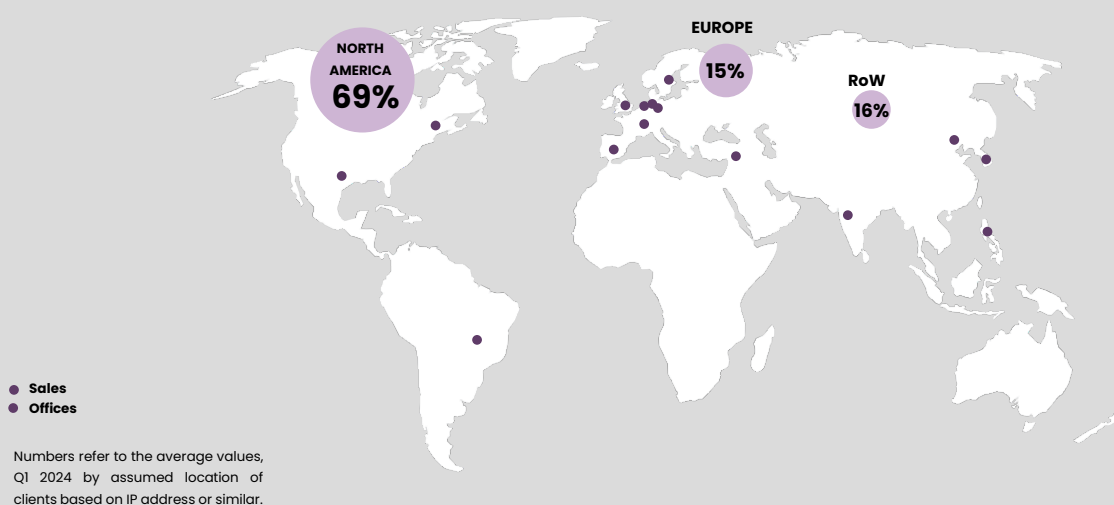 NORTH
AMERICA
69%
EUROPE
15%
RoW
16%
Sales
Offices
Numbers refer to the average values,
Q1 2024 by assumed location of
clients based on IP address or similar.